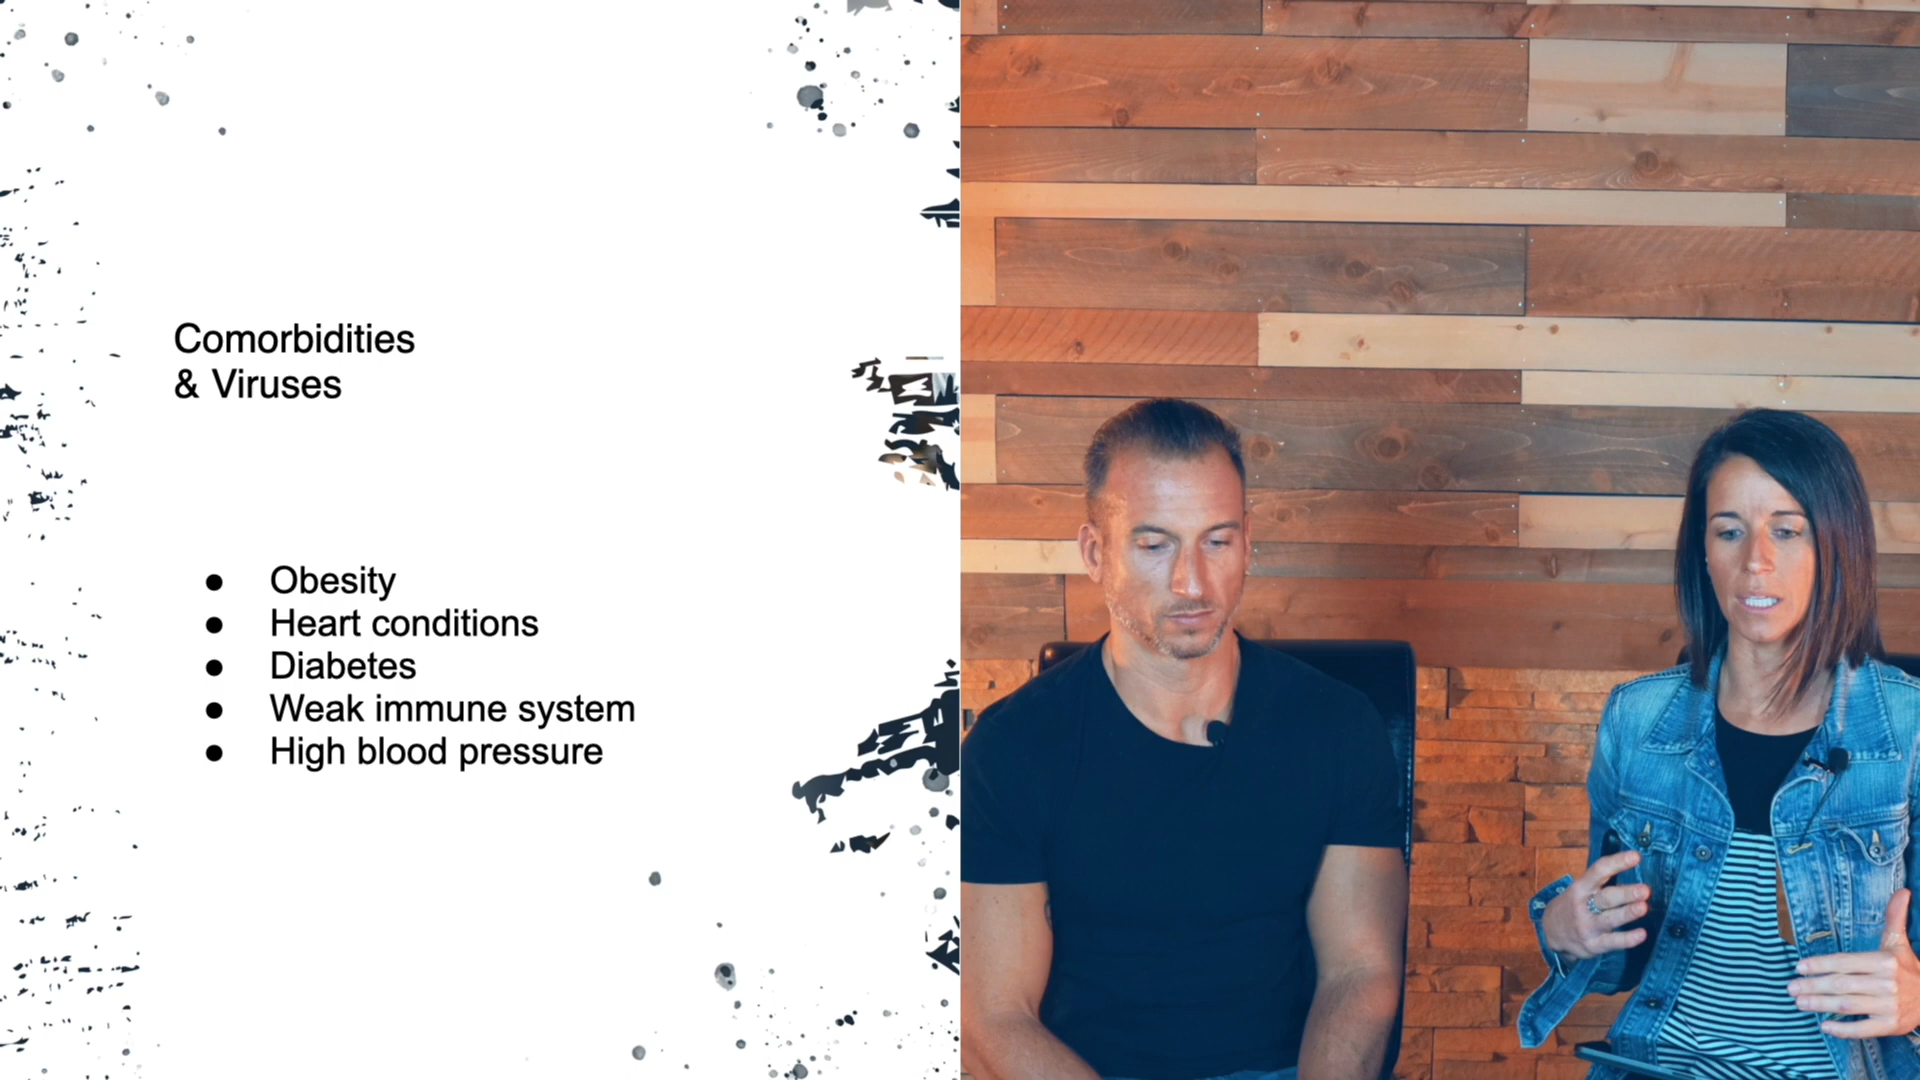 Comorbidities
& Viruses
● Obesity
● Heart conditions
● Diabetes
● Weak immune system
● High blood pressure